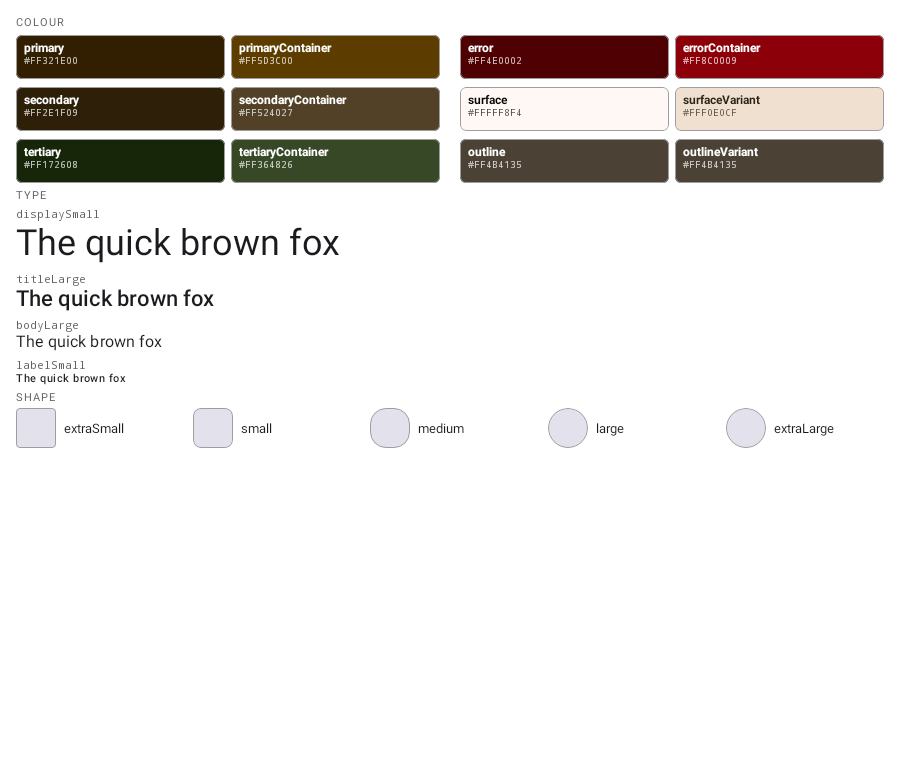 COLOUR
primary
#FF321E00
primaryContainer
#FF5D3C00
error
#FF4E0002
errorContainer
#FF8C0009
secondary
#FF2E1F09
secondaryContainer
#FF524027
surface
#FFFFF8F4
surfaceVariant
#FFF0E0CF
tertiary
#FF172608
tertiaryContainer
#FF364826
outline
#FF4B4135
outlineVariant
#FF4B4135
TYPE
displaySmall
The quick brown fox
titleLarge
The quick brown fox
bodyLarge
The quick brown fox
labelSmall
The quick brown fox
SHAPE
extraSmall
small
medium
large
extraLarge